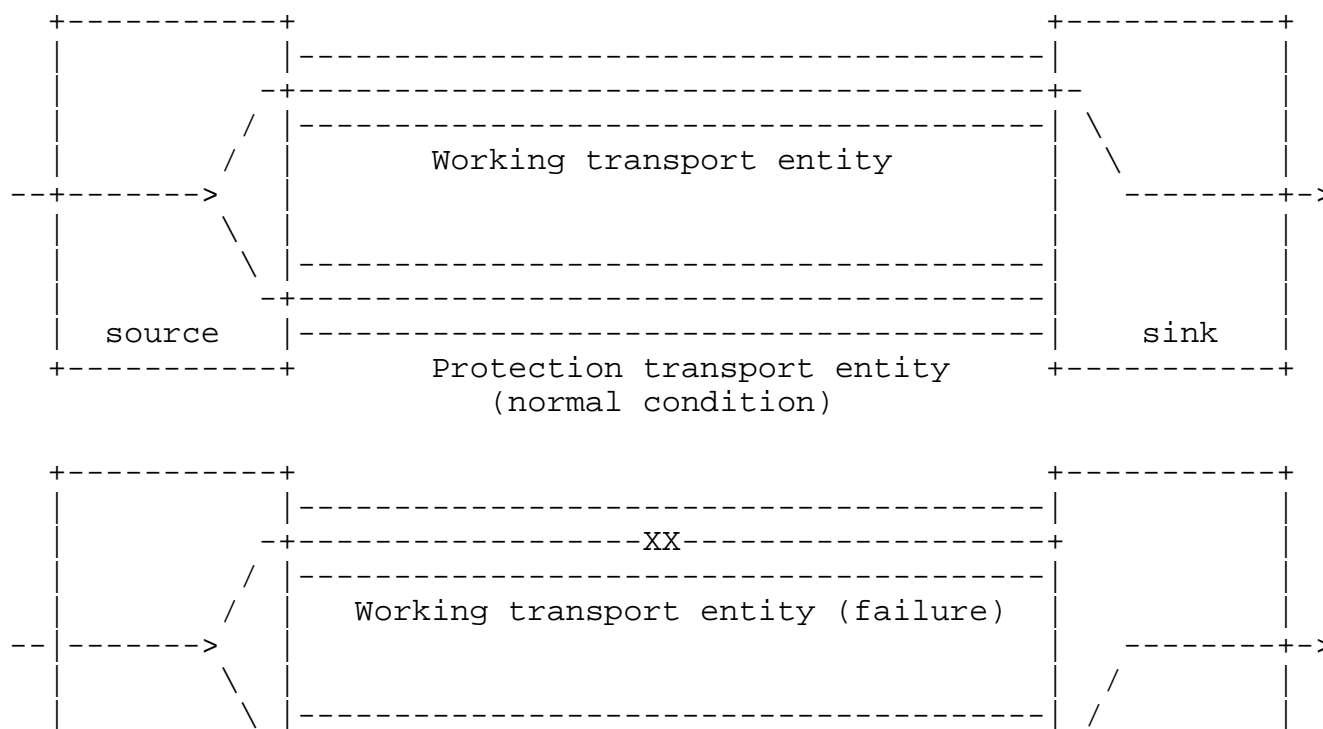 Working transport entity
source
sink
Protection transport entity
(normal condition)
XX
Working transport entity (failure)